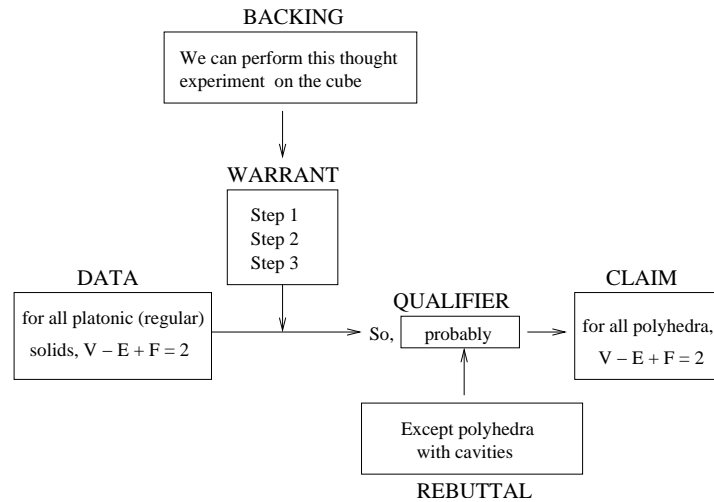 BACKING
We can perform this thought
experiment on the cube
WARRANT
Step 1
Step 2
Step 3
DATA
for all platonic (regular)
solids, V – E + F = 2
So,
QUALIFIER
probably
CLAIM
for all polyhedra,
V – E + F = 2
Except polyhedra
with cavities
REBUTTAL